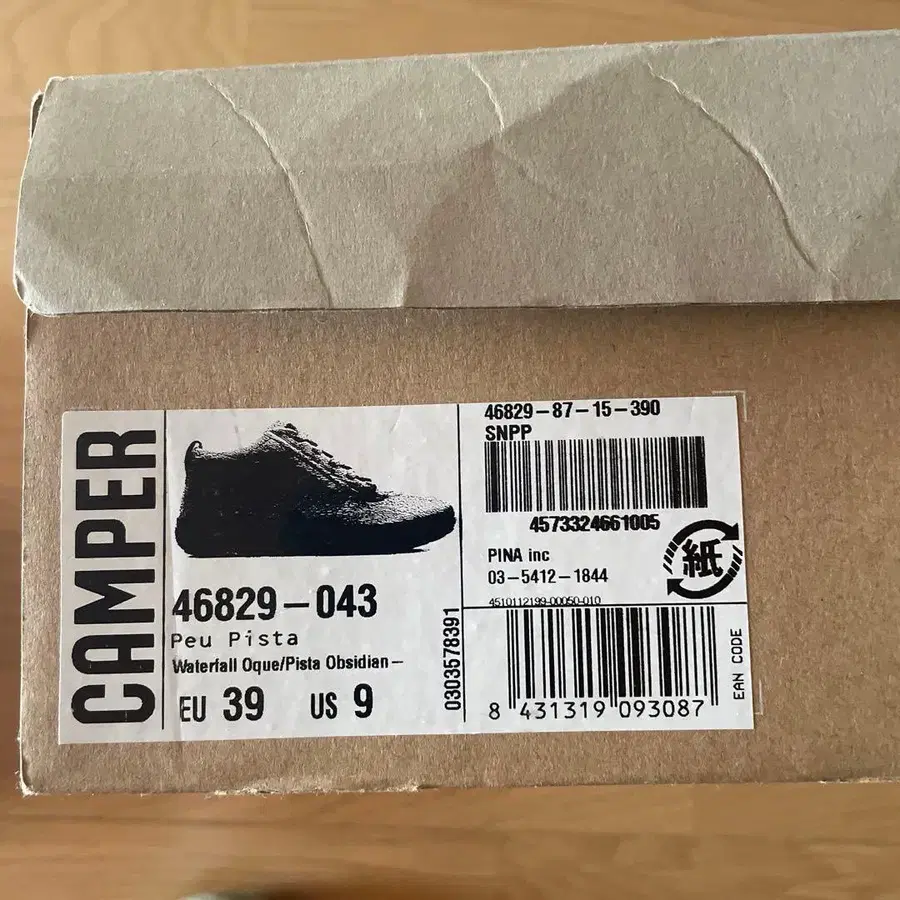 CAMPER
46829-043
Peu Pista
Waterfall Oque/Pista Obsidian-
EU 39 US 9
0303578391
46829-87-15-390
SNPP
4573324661005
PINA inc
03-5412-1844
4510112199-00050-010
紙
8 431319 093087
EAN CODE